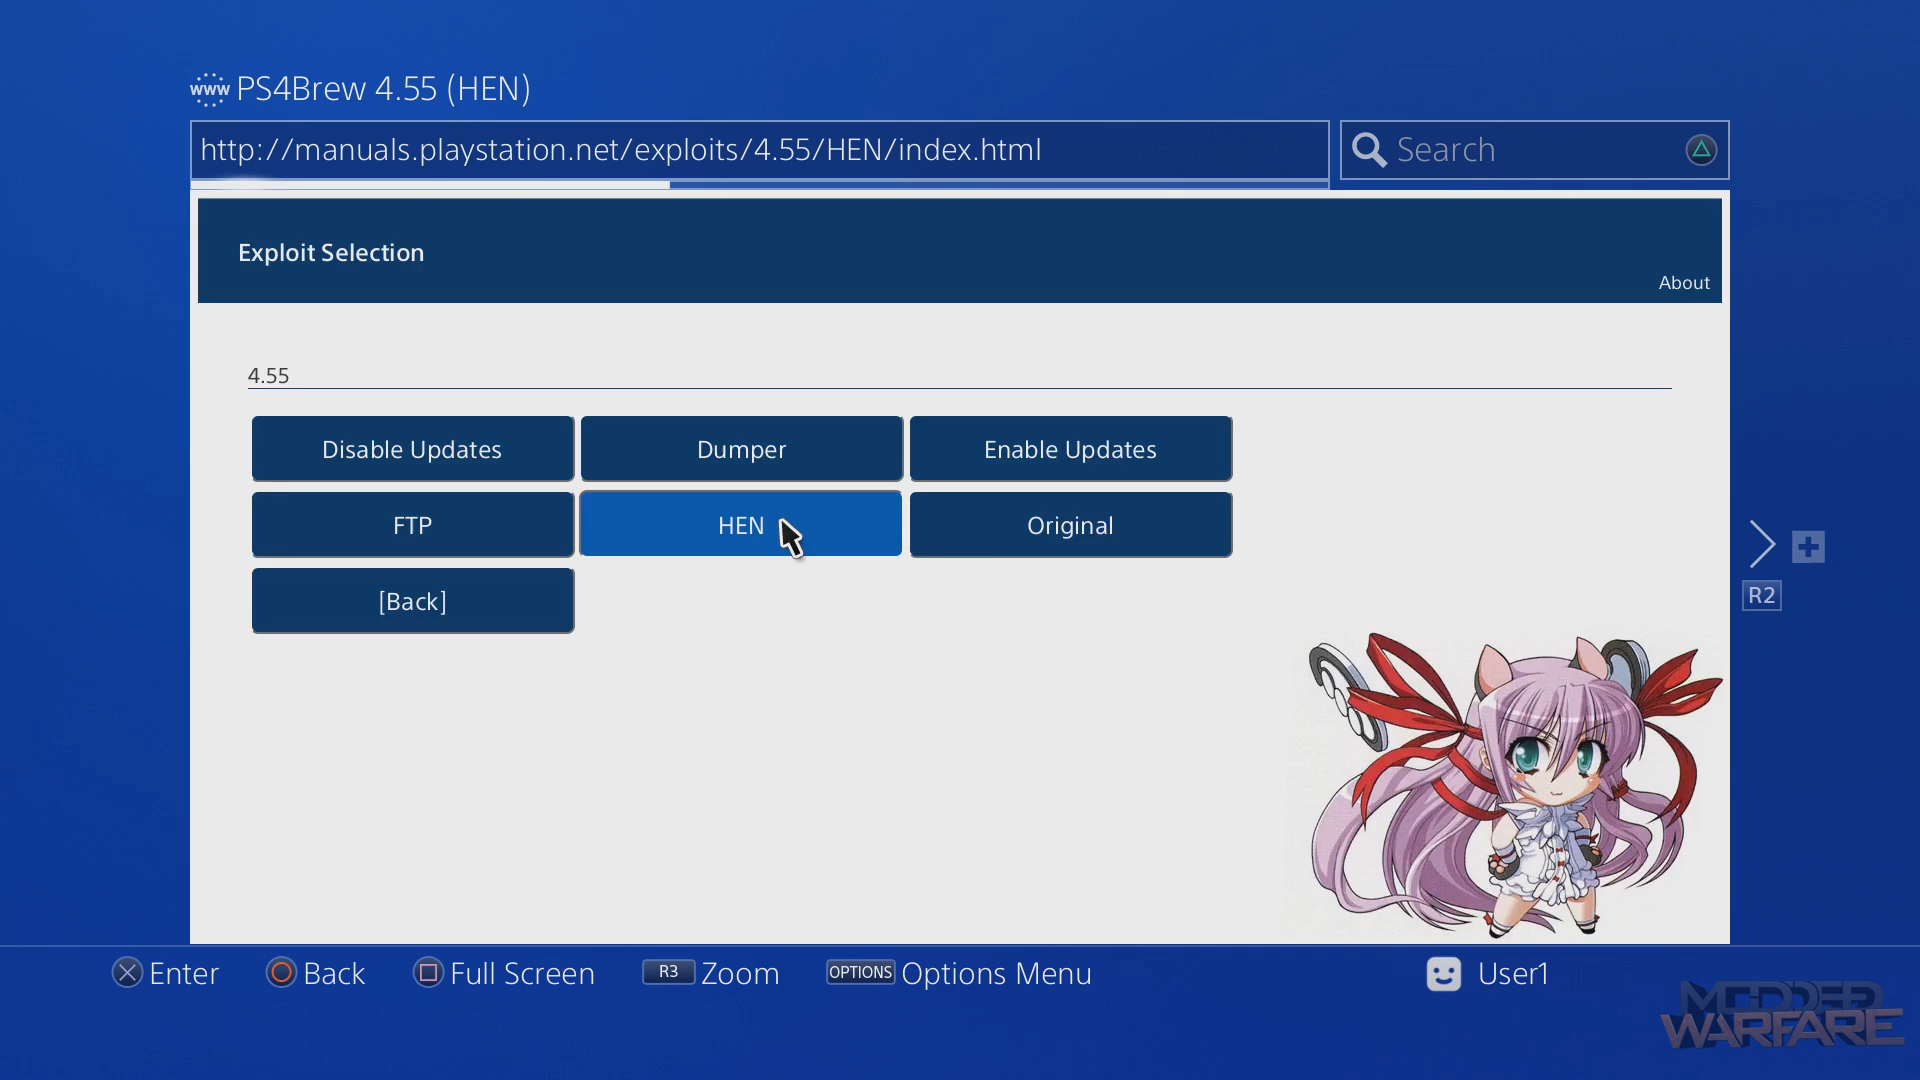 www PS4Brew 4.55 (HEN)
http://manuals.playstation.net/exploits/4.55/HEN/index.html
Search
Exploit Selection
About
4.55
Disable Updates
Dumper
Enable Updates
FTP
HEN
Original
[Back]
R2
Enter
Back
Full Screen
R3 Zoom
OPTIONS Options Menu
User1
MODDED
WARFARE